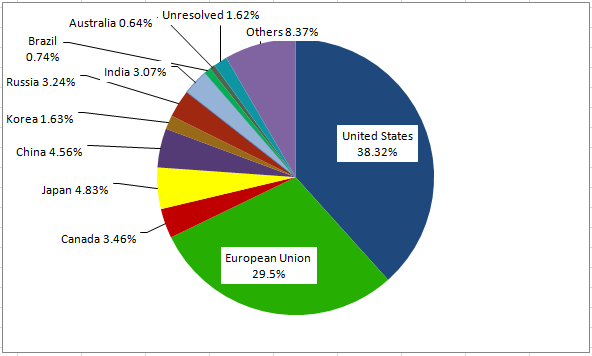 Unresolved 1.62%
Australia 0.64%
Others 8.37%
Brazil
0.74%
India 3.07%
Russia 3.24%
Korea 1.63%
United States
38.32%
China 4.56%
Japan 4.83%
Canada 3.46%
European Union
29.5%